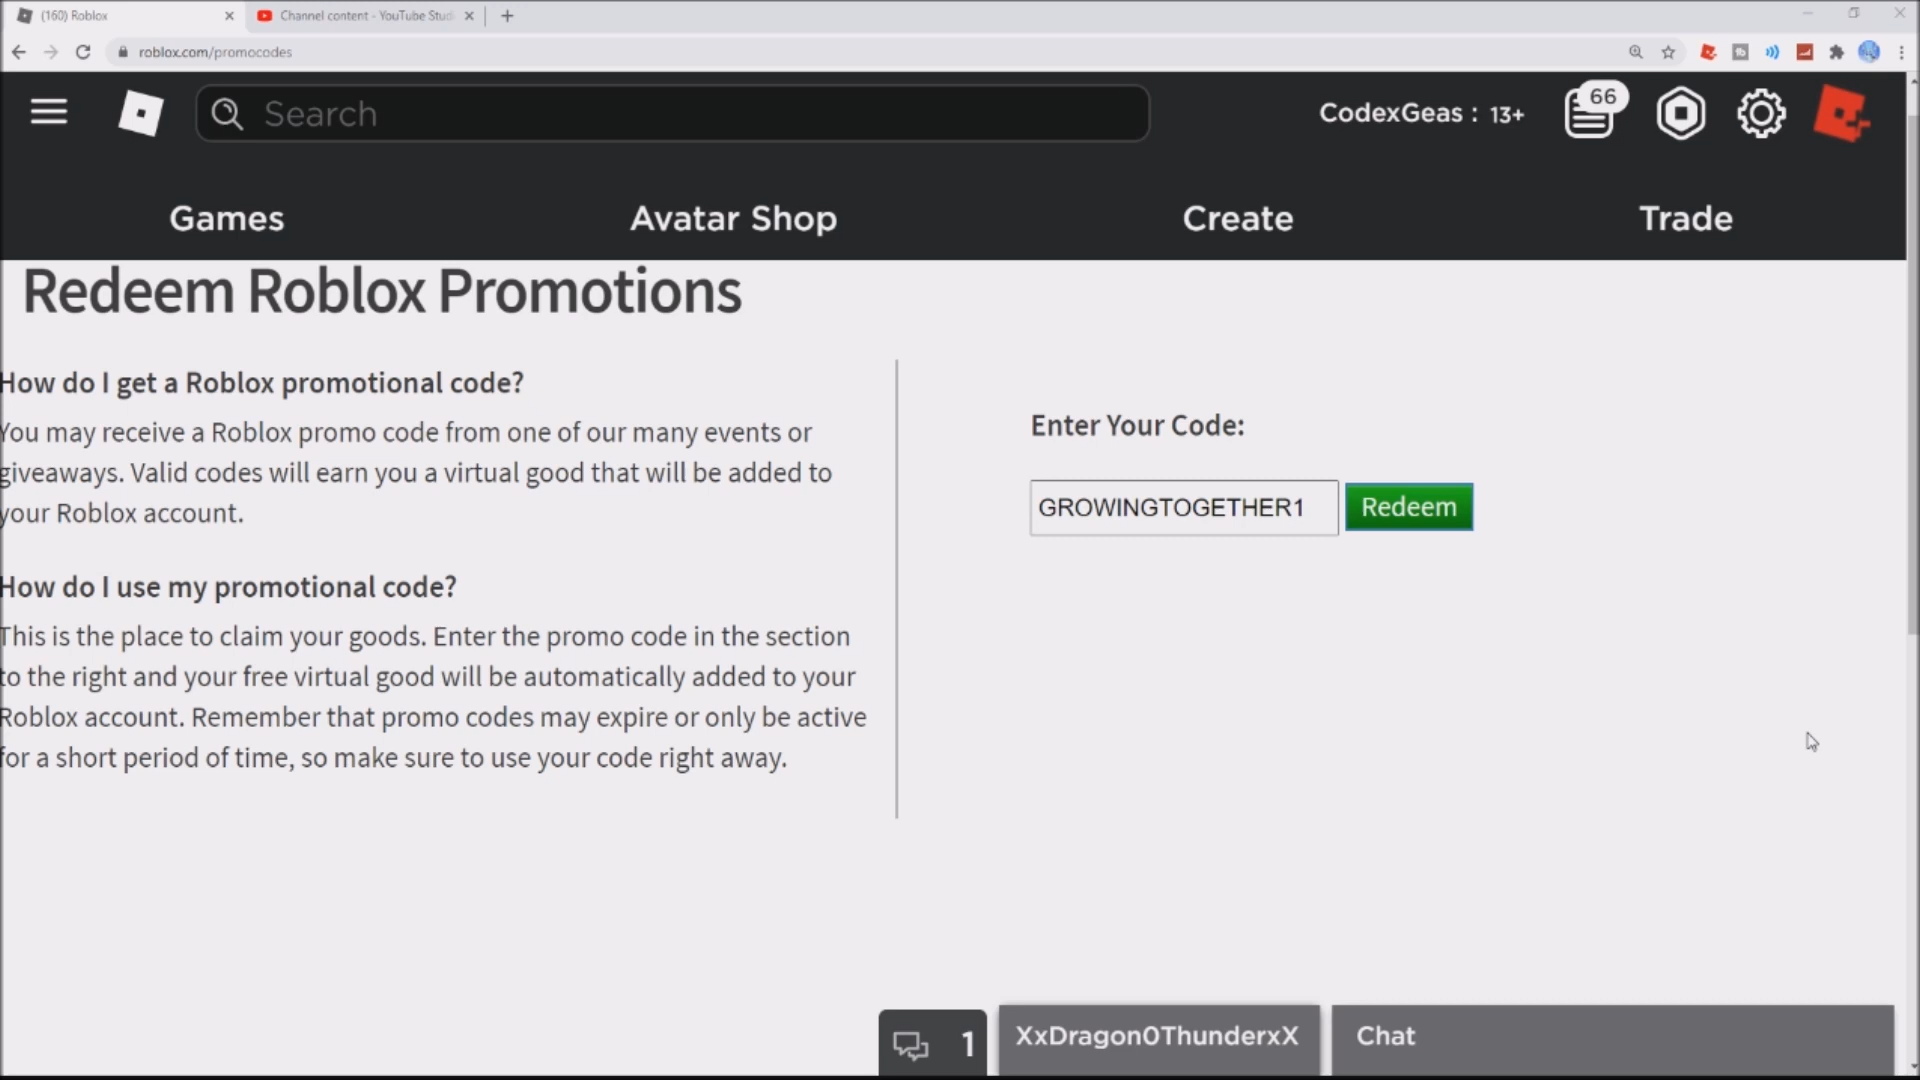 (160) Roblox
Channel content - YouTube Stud
roblox.com/promocodes
Search
CodexGeas : 13+
66
Games
Avatar Shop
Create
Trade
Redeem Roblox Promotions
How do I get a Roblox promotional code?
You may receive a Roblox promo code from one of our many events or
giveaways. Valid codes will earn you a virtual good that will be added to
your Roblox account.
How do I use my promotional code?
This is the place to claim your goods. Enter the promo code in the section
to the right and your free virtual good will be automatically added to your
Roblox account. Remember that promo codes may expire or only be active
for a short period of time, so make sure to use your code right away.
Enter Your Code:
GROWINGTOGETHER1
Redeem
1
XxDragon0ThunderxX
Chat